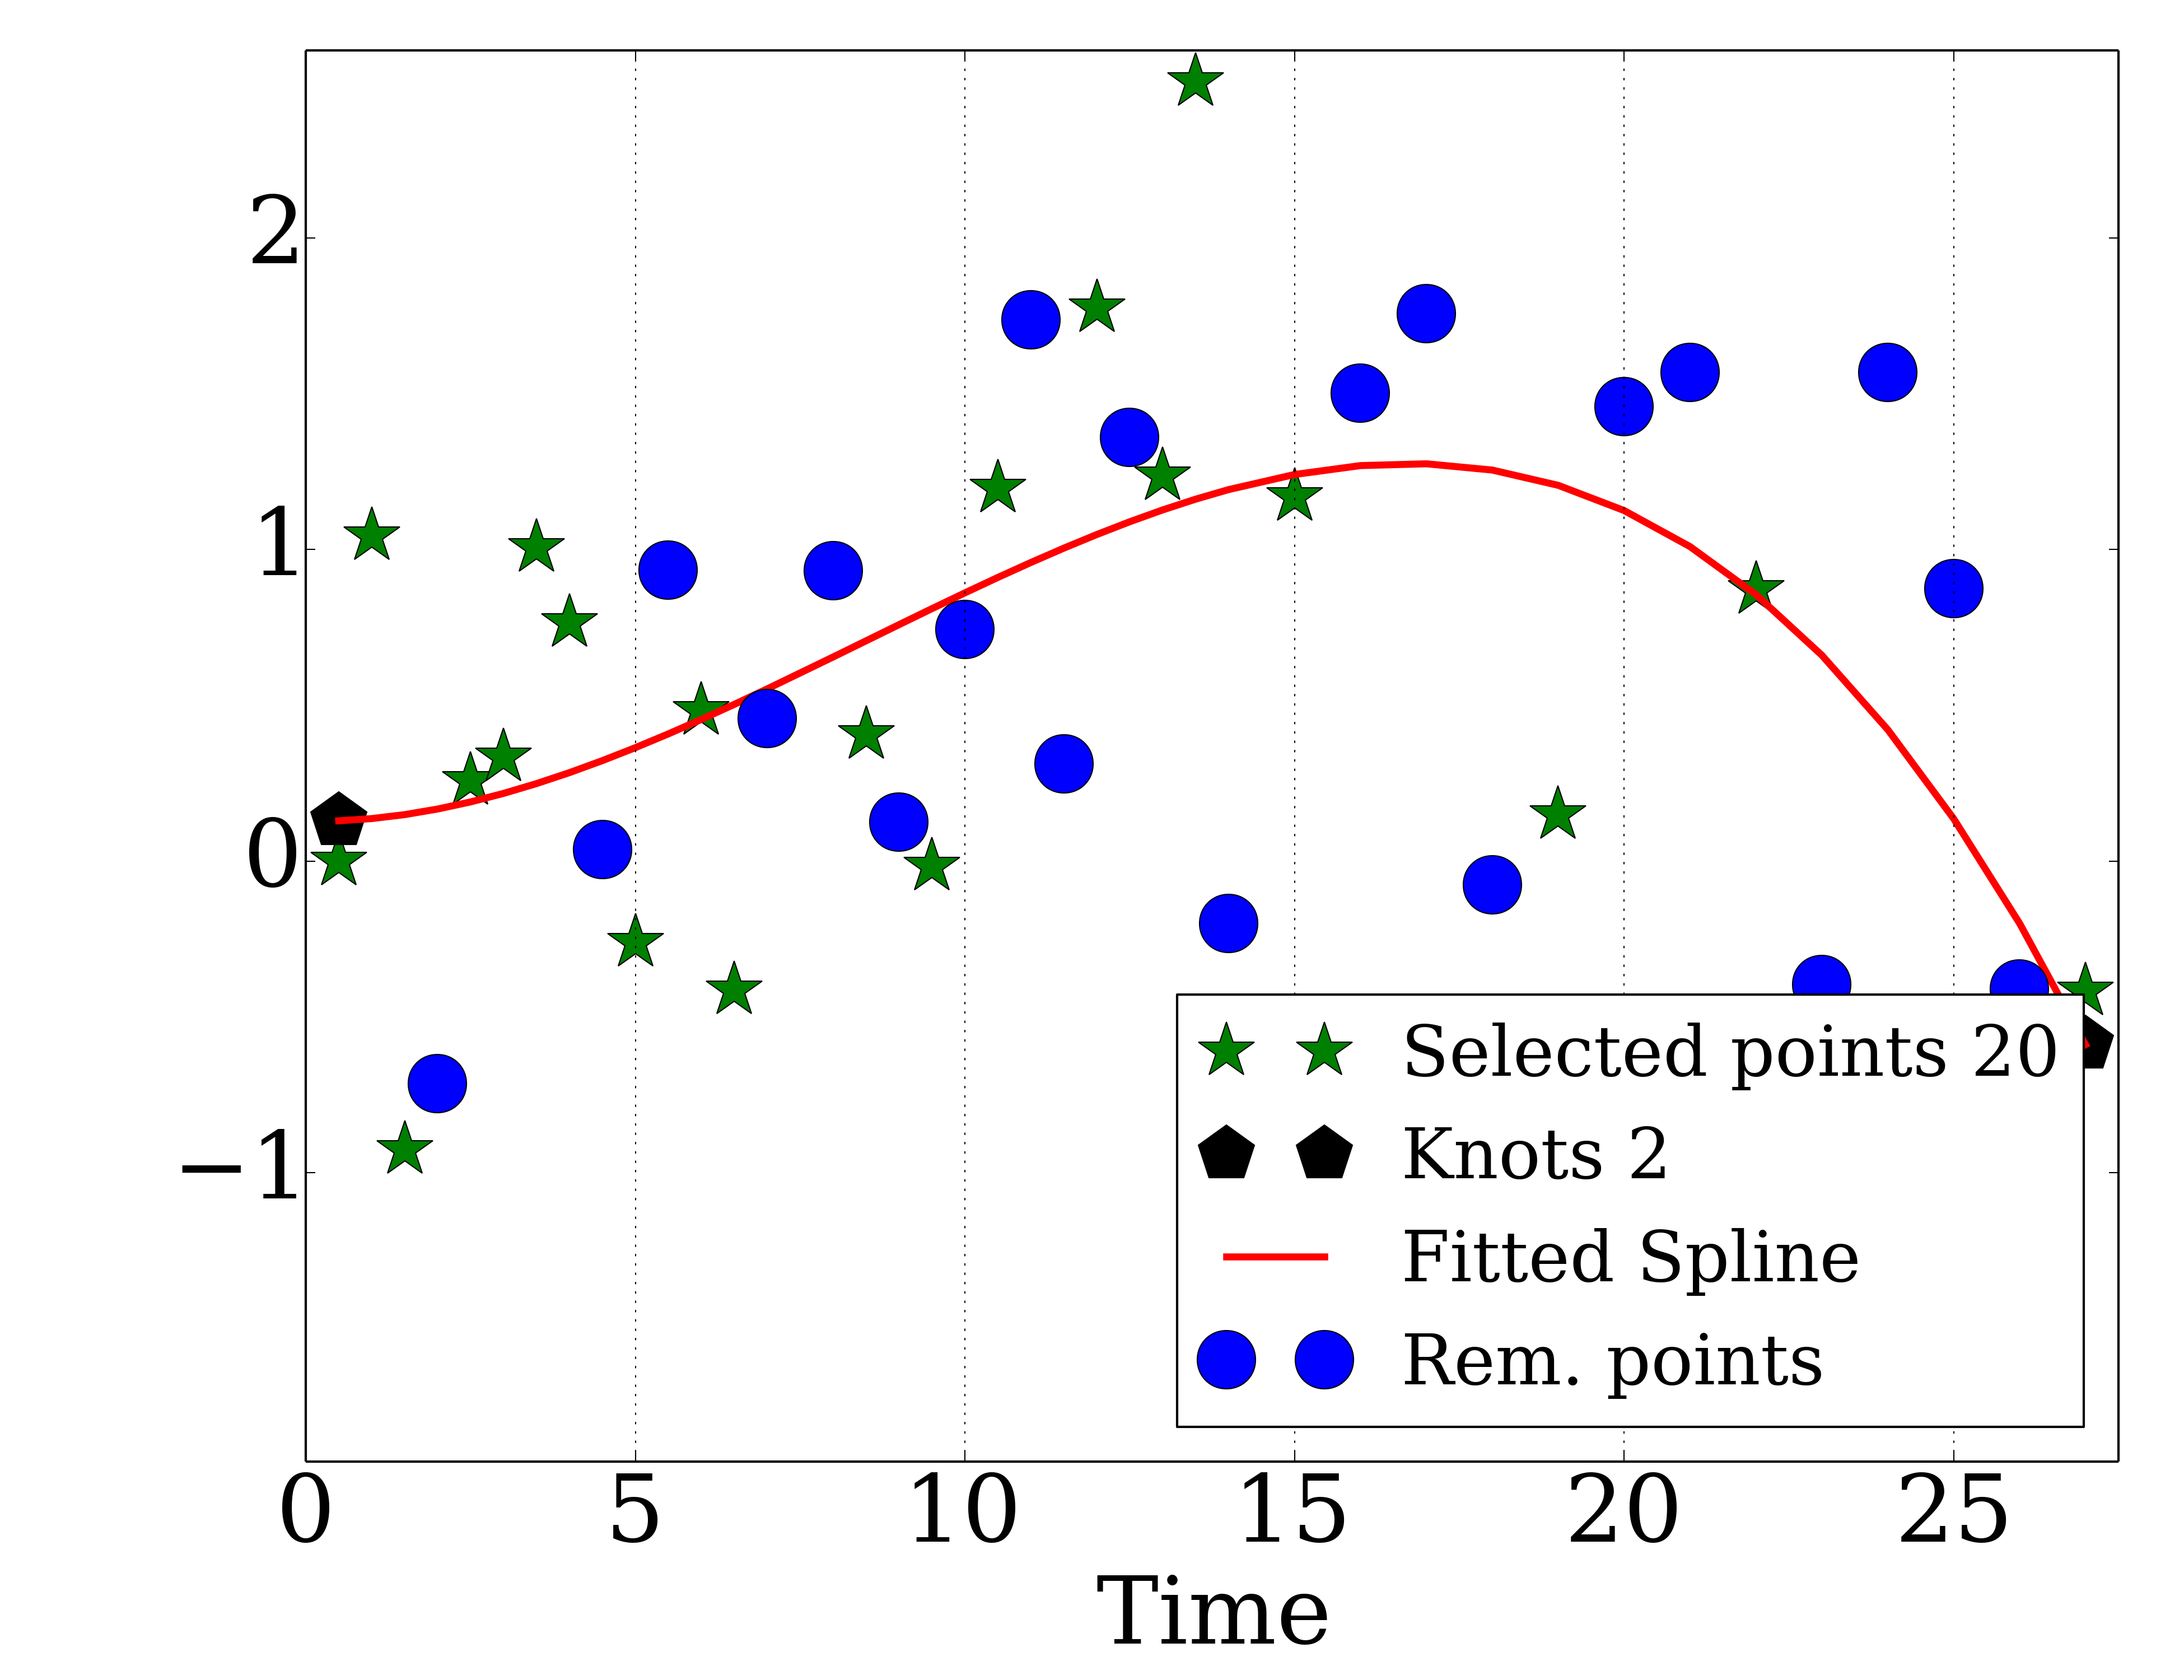 2
1
0
−1
Selected points 20
Knots 2
Fitted Spline
Rem. points
0 5 10 15 20 25
Time